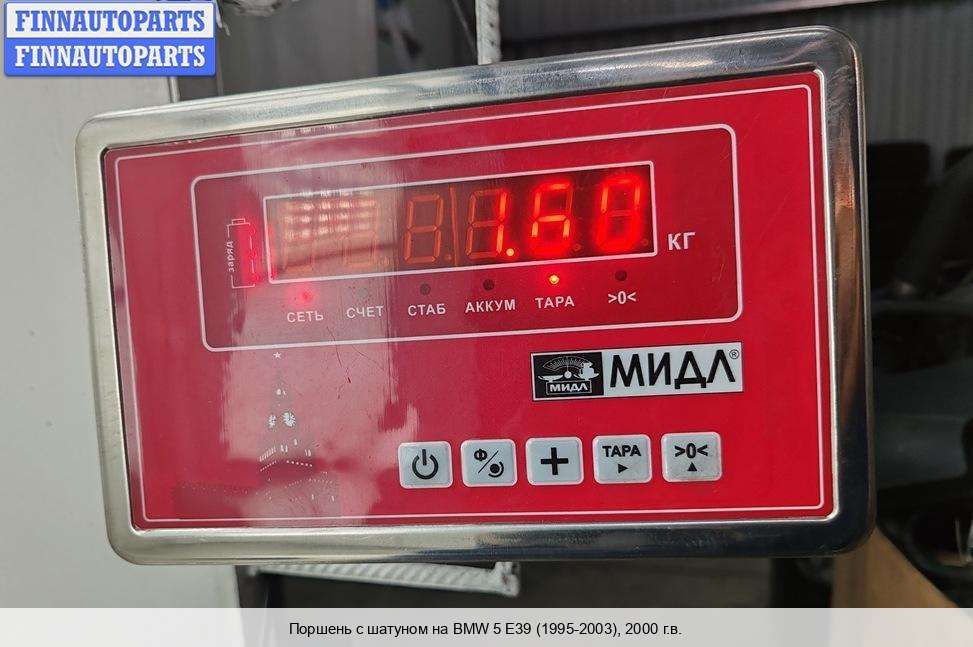 FINNAUTOPARTS
FINNAUTOPARTS
1.60
КГ
заряд
СЕТЬ СЧЕТ СТАБ АККУМ ТАРА >0<
МИДЛ МИДЛ®
Ф ТАРА >0<
Поршень с шатуном на BMW 5 E39 (1995-2003), 2000 г.в.